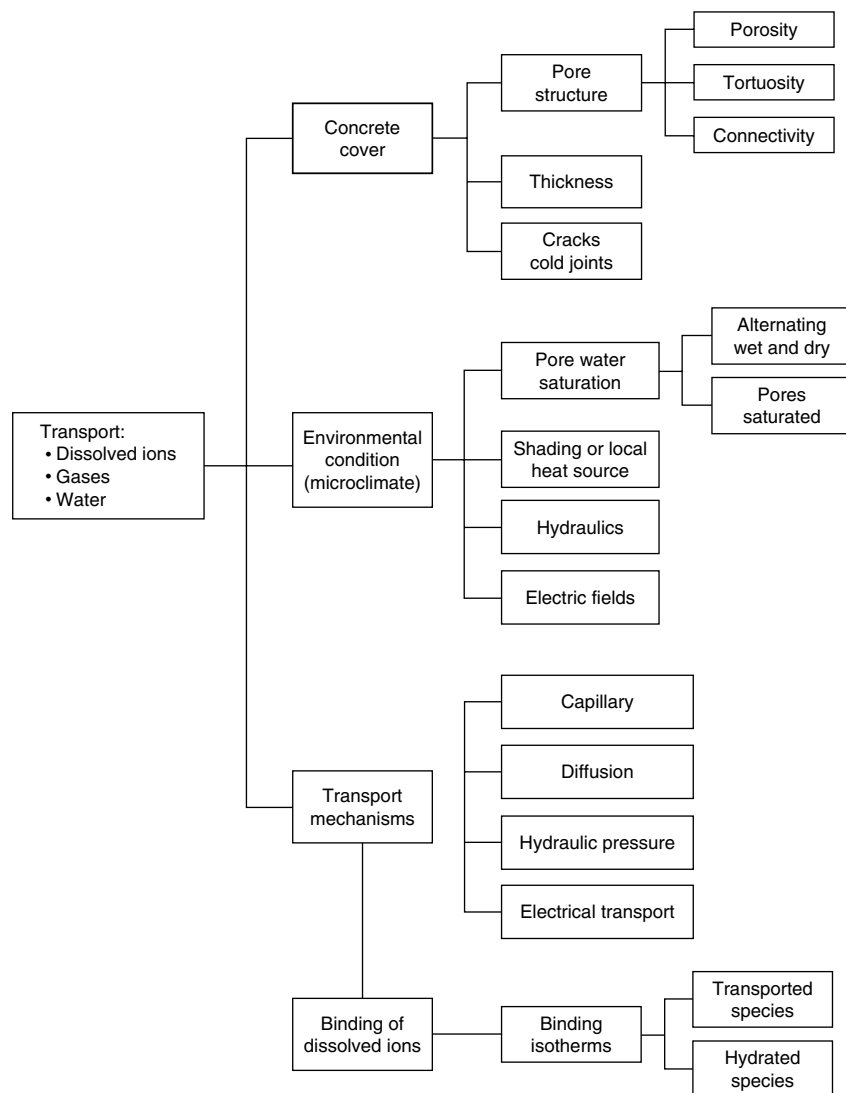 Transport:
• Dissolved ions
• Gases
• Water
Concrete
cover
Pore
structure
Porosity
Tortuosity
Connectivity
Thickness
Cracks
cold joints
Environmental
condition
(microclimate)
Pore water
saturation
Alternating
wet and dry
Pores
saturated
Shading or local
heat source
Hydraulics
Electric fields
Transport
mechanisms
Capillary
Diffusion
Hydraulic pressure
Electrical transport
Binding of
dissolved ions
Binding
isotherms
Transported
species
Hydrated
species